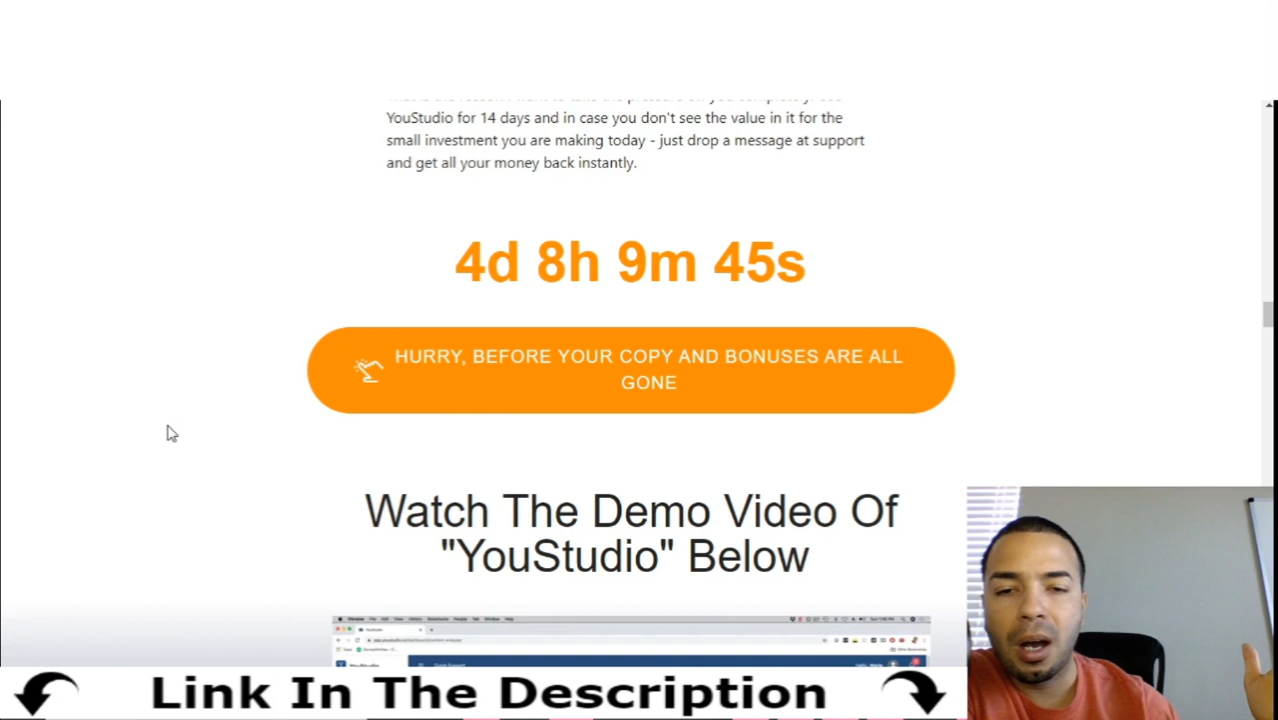 YouStudio for 14 days and in case you don't see the value in it for the
small investment you are making today - just drop a message at support
and get all your money back instantly.
4d 8h 9m 45s
HURRY, BEFORE YOUR COPY AND BONUSES ARE ALL
GONE
Watch The Demo Video Of
"YouStudio" Below
Link In The Description